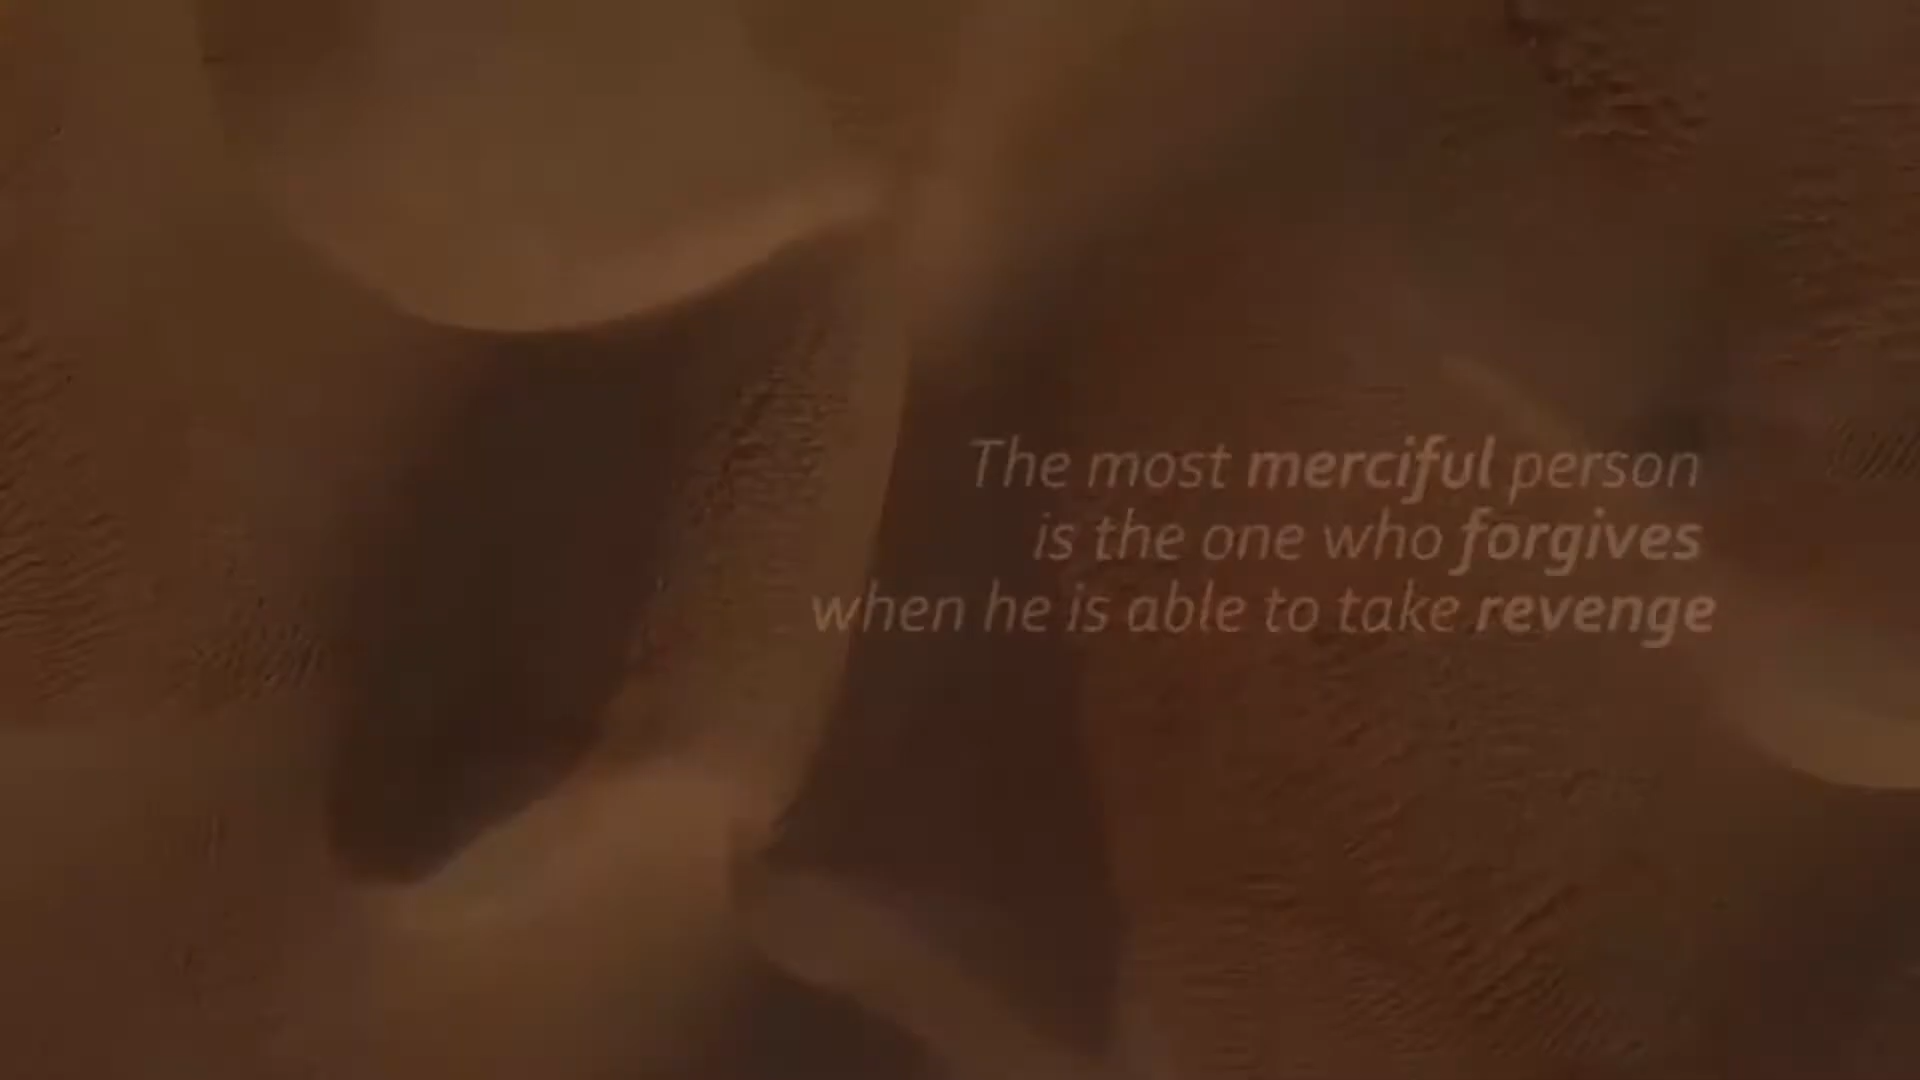 The most merciful person
is the one who forgives
when he is able to take revenge